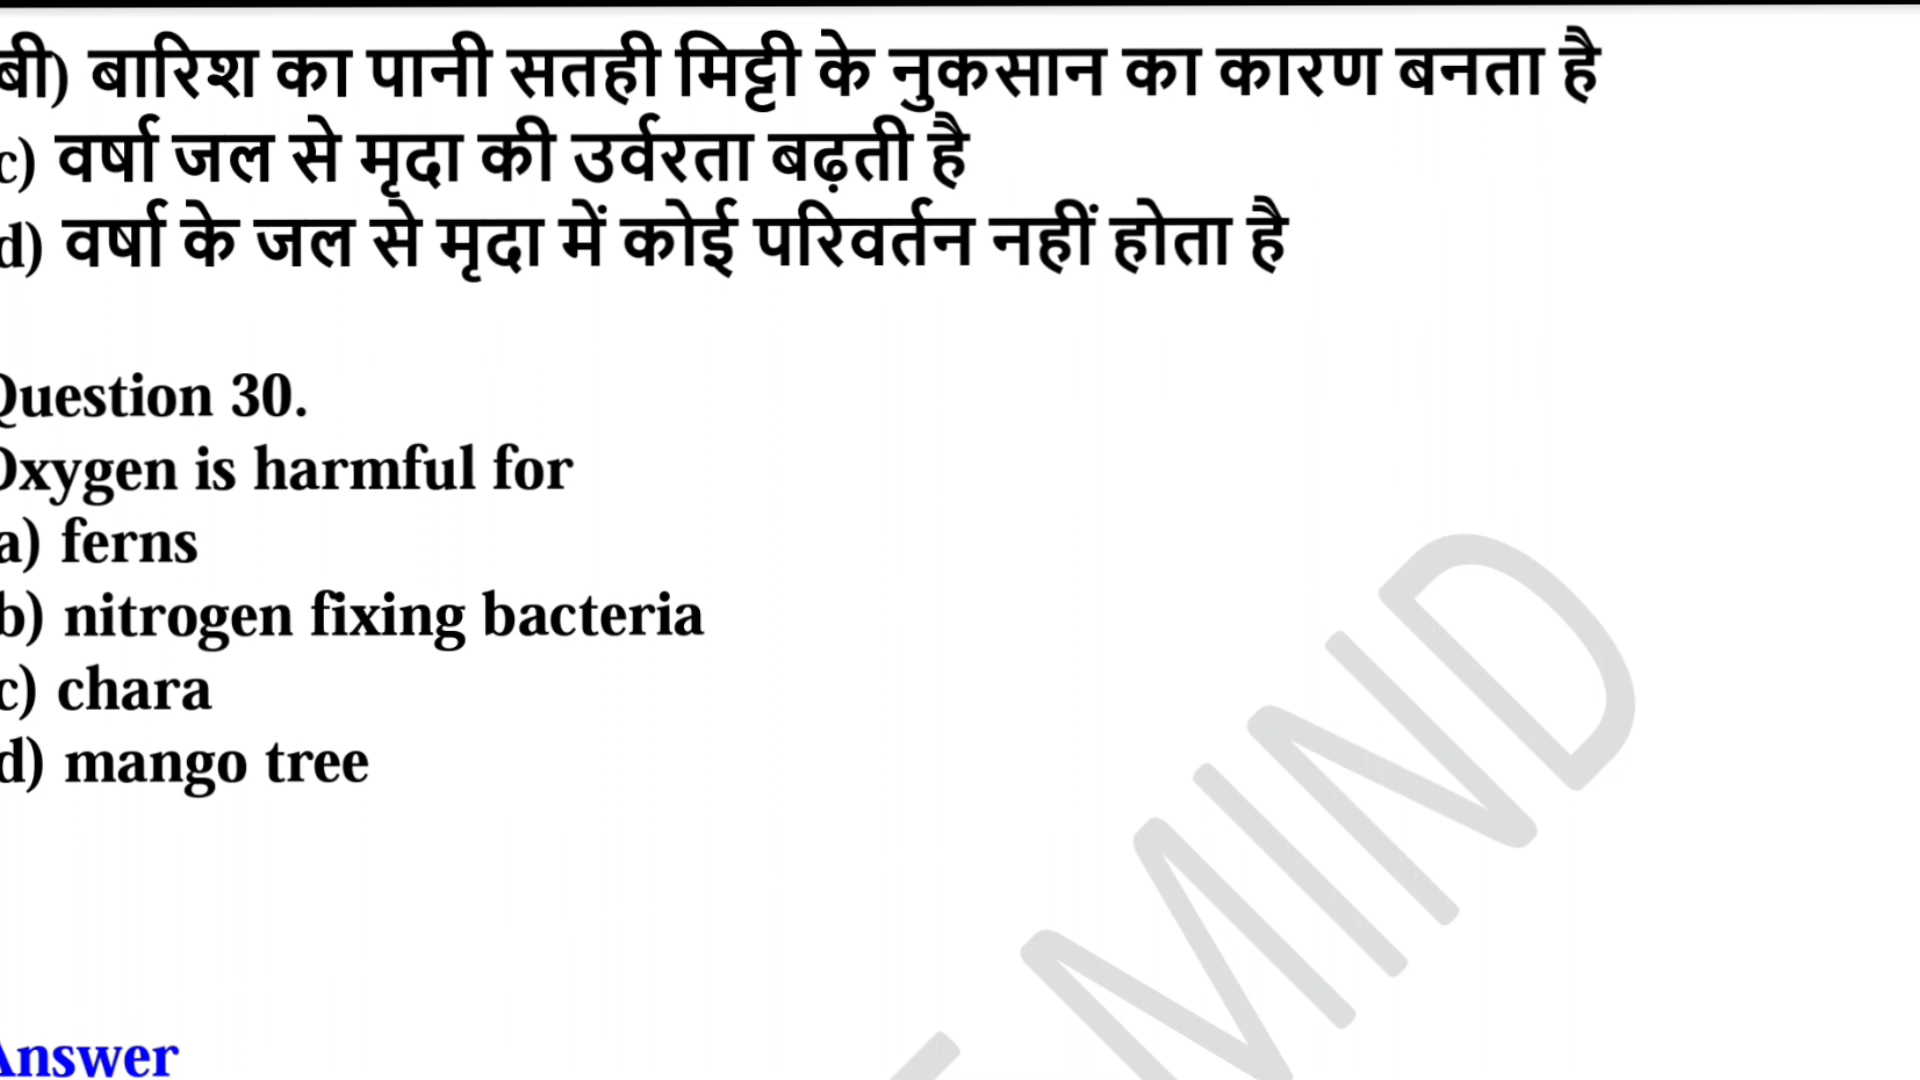 बी) बारिश का पानी सतही मिट्टी के नुकसान का कारण बनता है
c) वर्षा जल से मृदा की उर्वरता बढ़ती है
d) वर्षा के जल से मृदा में कोई परिवर्तन नहीं होता है
Question 30.
Oxygen is harmful for
a) ferns
b) nitrogen fixing bacteria
c) chara
d) mango tree
MIND
Answer